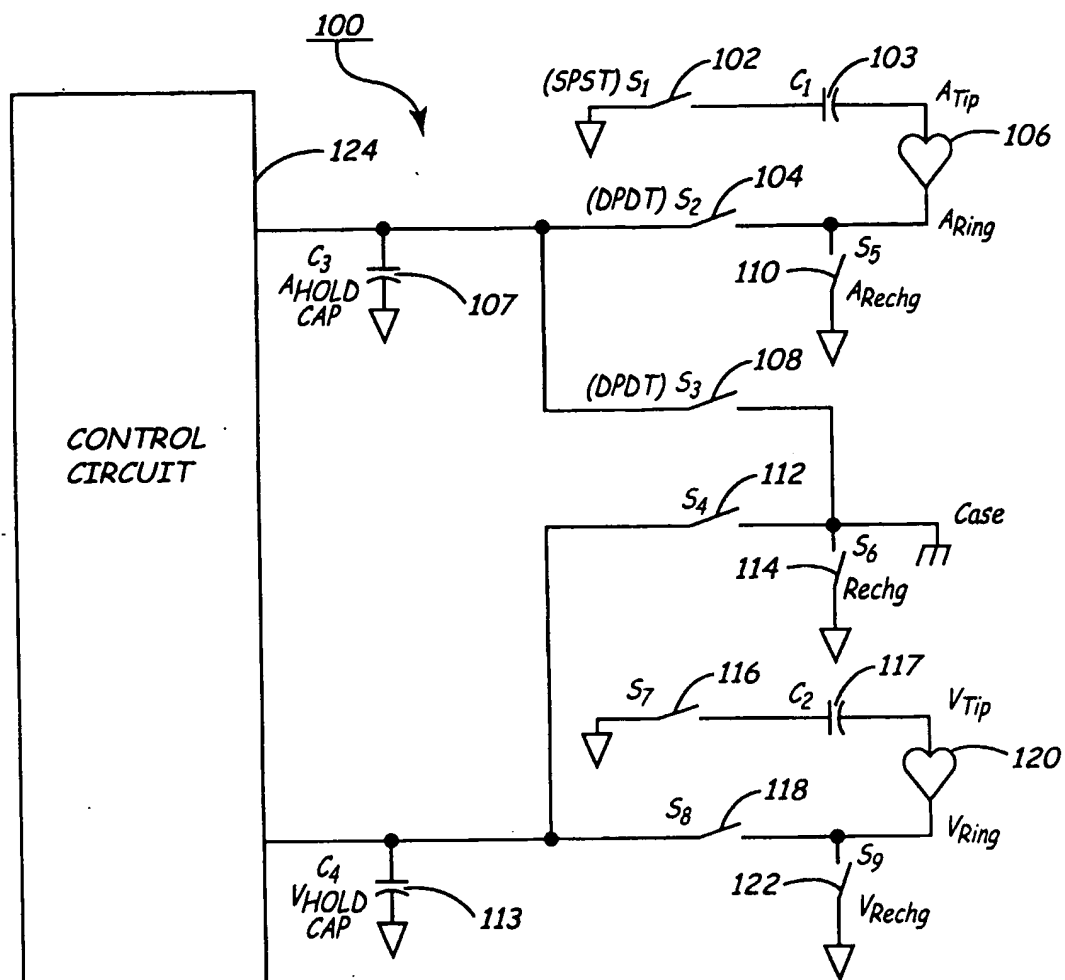 100
(SPST) S1
102
C1
103
ATip
106
124
(DPDT) S2
104
ARing
C3
AHOLD
CAP
107
110
S5
ARechg
(DPDT) S3
108
CONTROL
CIRCUIT
S4
112
Case
114
S6
Rechg
S7
116
C2
117
VTip
120
S8
118
VRing
C4
VHOLD
CAP
113
122
S9
VRechg